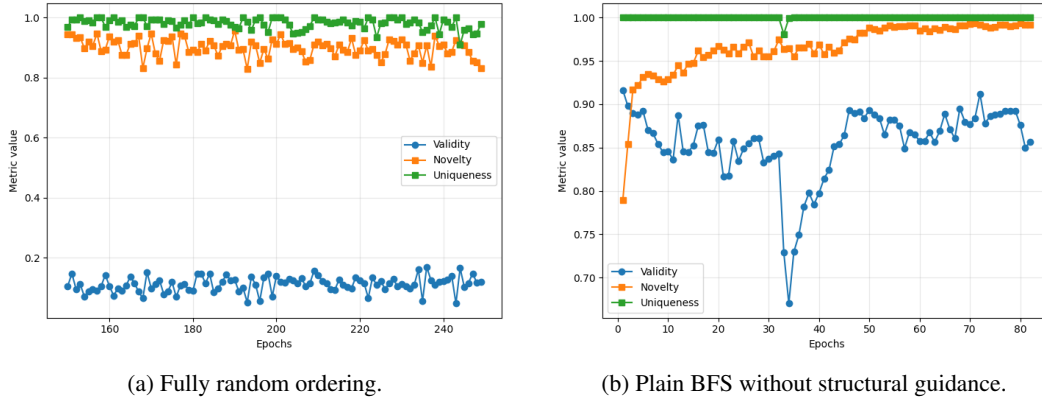 1.0
0.8
0.6
0.4
0.2
Metric value
Validity
Novelty
Uniqueness
160
180
200
220
240
Epochs
(a) Fully random ordering.
1.00
0.95
0.90
0.85
0.80
0.75
0.70
Metric value
Validity
Novelty
Uniqueness
0
10
20
30
40
50
60
70
80
Epochs
(b) Plain BFS without structural guidance.